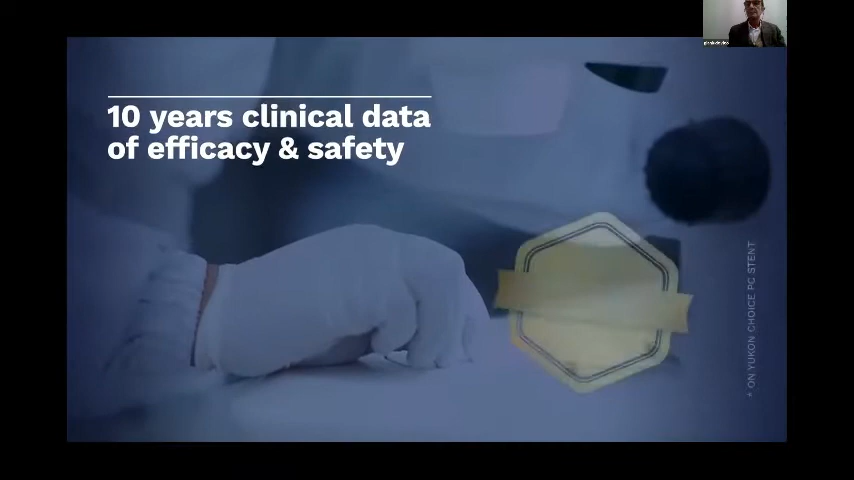 10 years clinical data
of efficacy & safety
* ON YUKON CHOICE PC STENT